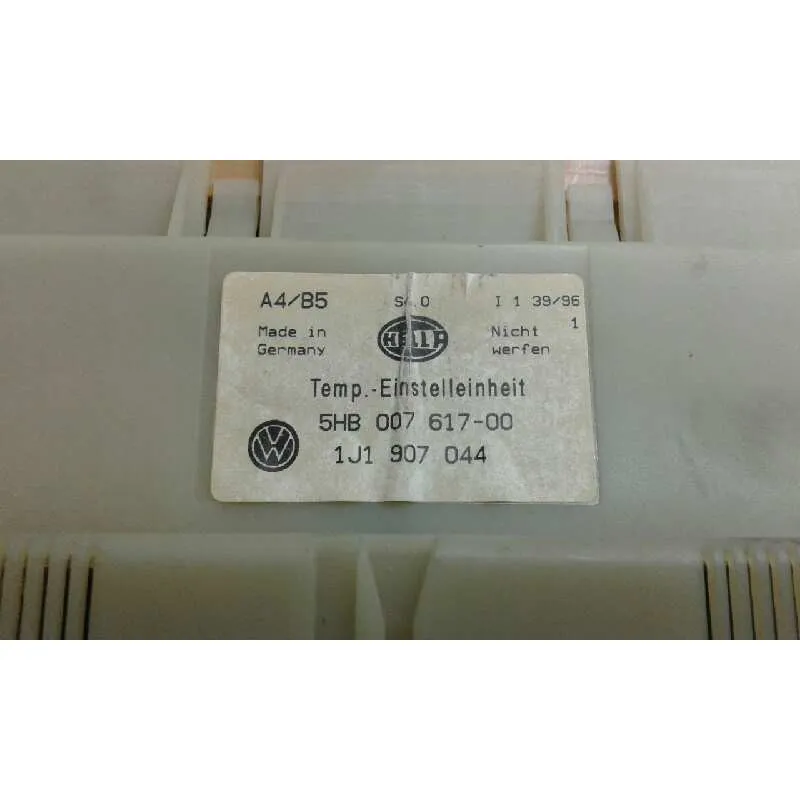 A4/B5 I 1 39/96
1
Made in Nicht
Germany werfen
HELLA
Temp.-Einstelleinheit
5HB 007 617-00
VW
1J1 907 044